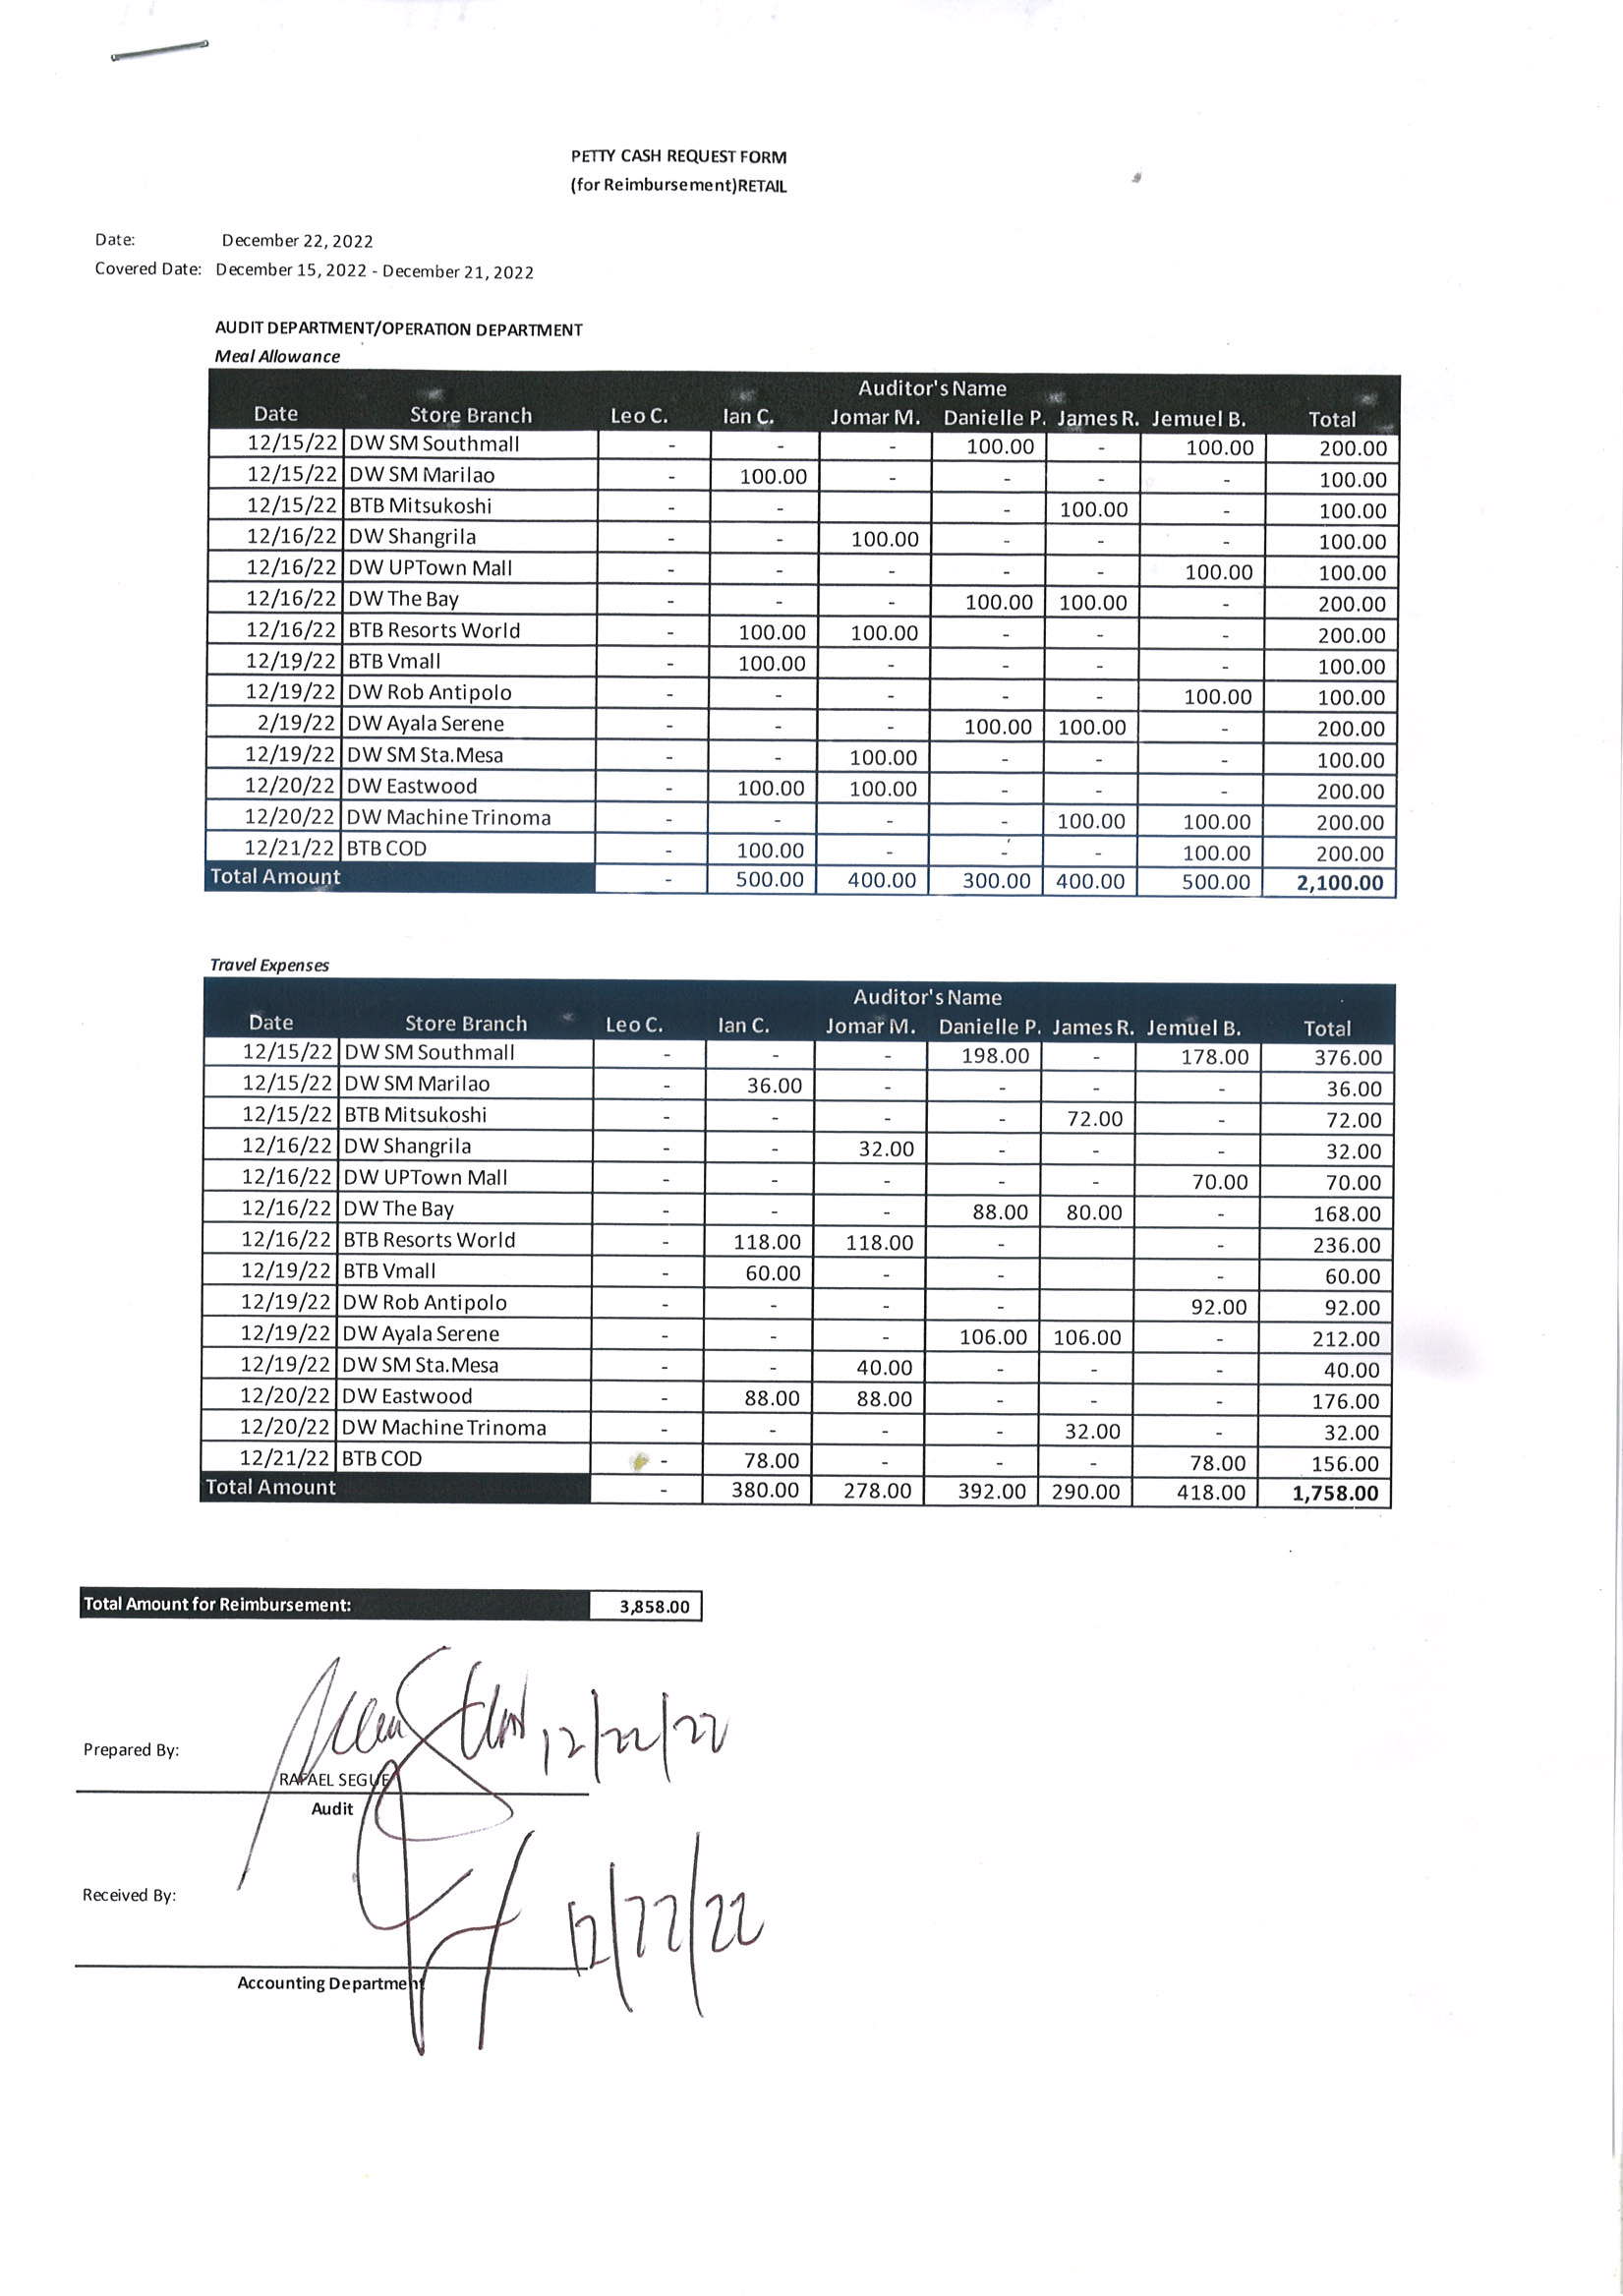 PETTY CASH REQUEST FORM
(for Reimbursement)RETAIL
Date: December 22, 2022
Covered Date: December 15, 2022 - December 21, 2022
AUDIT DEPARTMENT/OPERATION DEPARTMENT
Meal Allowance
Auditor's Name
Date Store Branch Leo C. Ian C. Jomar M. Danielle P. James R. Jemuel B. Total
12/15/22 DW SM Southmall - - - 100.00 - 100.00 200.00
12/15/22 DW SM Marilao - 100.00 - - - - 100.00
12/15/22 BTB Mitsukoshi - - - 100.00 - 100.00
12/16/22 DW Shangrila - - 100.00 - - - 100.00
12/16/22 DW UPTown Mall - - - - - 100.00 100.00
12/16/22 DW The Bay - - - 100.00 100.00 - 200.00
12/16/22 BTB Resorts World - 100.00 100.00 - - - 200.00
12/19/22 BTB Vmall - 100.00 - - - - 100.00
12/19/22 DW Rob Antipolo - - - - - 100.00 100.00
2/19/22 DW Ayala Serene - - - 100.00 100.00 - 200.00
12/19/22 DW SM Sta.Mesa - - 100.00 - - - 100.00
12/20/22 DW Eastwood - 100.00 100.00 - - - 200.00
12/20/22 DW Machine Trinoma - - - - 100.00 100.00 200.00
12/21/22 BTB COD - 100.00 - - - 100.00 200.00
Total Amount - 500.00 400.00 300.00 400.00 500.00 2,100.00
Travel Expenses
Auditor's Name
Date Store Branch Leo C. Ian C. Jomar M. Danielle P. James R. Jemuel B. Total
12/15/22 DW SM Southmall - - - 198.00 - 178.00 376.00
12/15/22 DW SM Marilao - 36.00 - - - - 36.00
12/15/22 BTB Mitsukoshi - - - - 72.00 - 72.00
12/16/22 DW Shangrila - - 32.00 - - - 32.00
12/16/22 DW UPTown Mall - - - - - 70.00 70.00
12/16/22 DW The Bay - - - 88.00 80.00 - 168.00
12/16/22 BTB Resorts World - 118.00 118.00 - - 236.00
12/19/22 BTB Vmall - 60.00 - - - 60.00
12/19/22 DW Rob Antipolo - - - - 92.00 92.00
12/19/22 DW Ayala Serene - - - 106.00 106.00 - 212.00
12/19/22 DW SM Sta.Mesa - - 40.00 - - - 40.00
12/20/22 DW Eastwood - 88.00 88.00 - - - 176.00
12/20/22 DW Machine Trinoma - - - - 32.00 - 32.00
12/21/22 BTB COD - 78.00 - - - 78.00 156.00
Total Amount - 380.00 278.00 392.00 290.00 418.00 1,758.00
Total Amount for Reimbursement: 3,858.00
12/22/22
Prepared By:
RAFAEL SEGUE
Audit
Received By:
12/22/22
Accounting Department